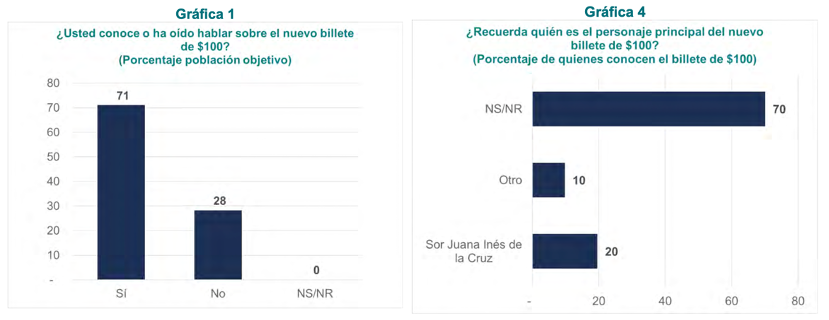 Gráfica 1
¿Usted conoce o ha oído hablar sobre el nuevo billete
de $100?
(Porcentaje población objetivo)
80
70
60
50
40
30
20
10
-
71
28
0
Sí
No
NS/NR
Gráfica 4
¿Recuerda quién es el personaje principal del nuevo
billete de $100?
(Porcentaje de quienes conocen el billete de $100)
NS/NR
70
Otro
10
Sor Juana Inés de
la Cruz
20
-
20
40
60
80